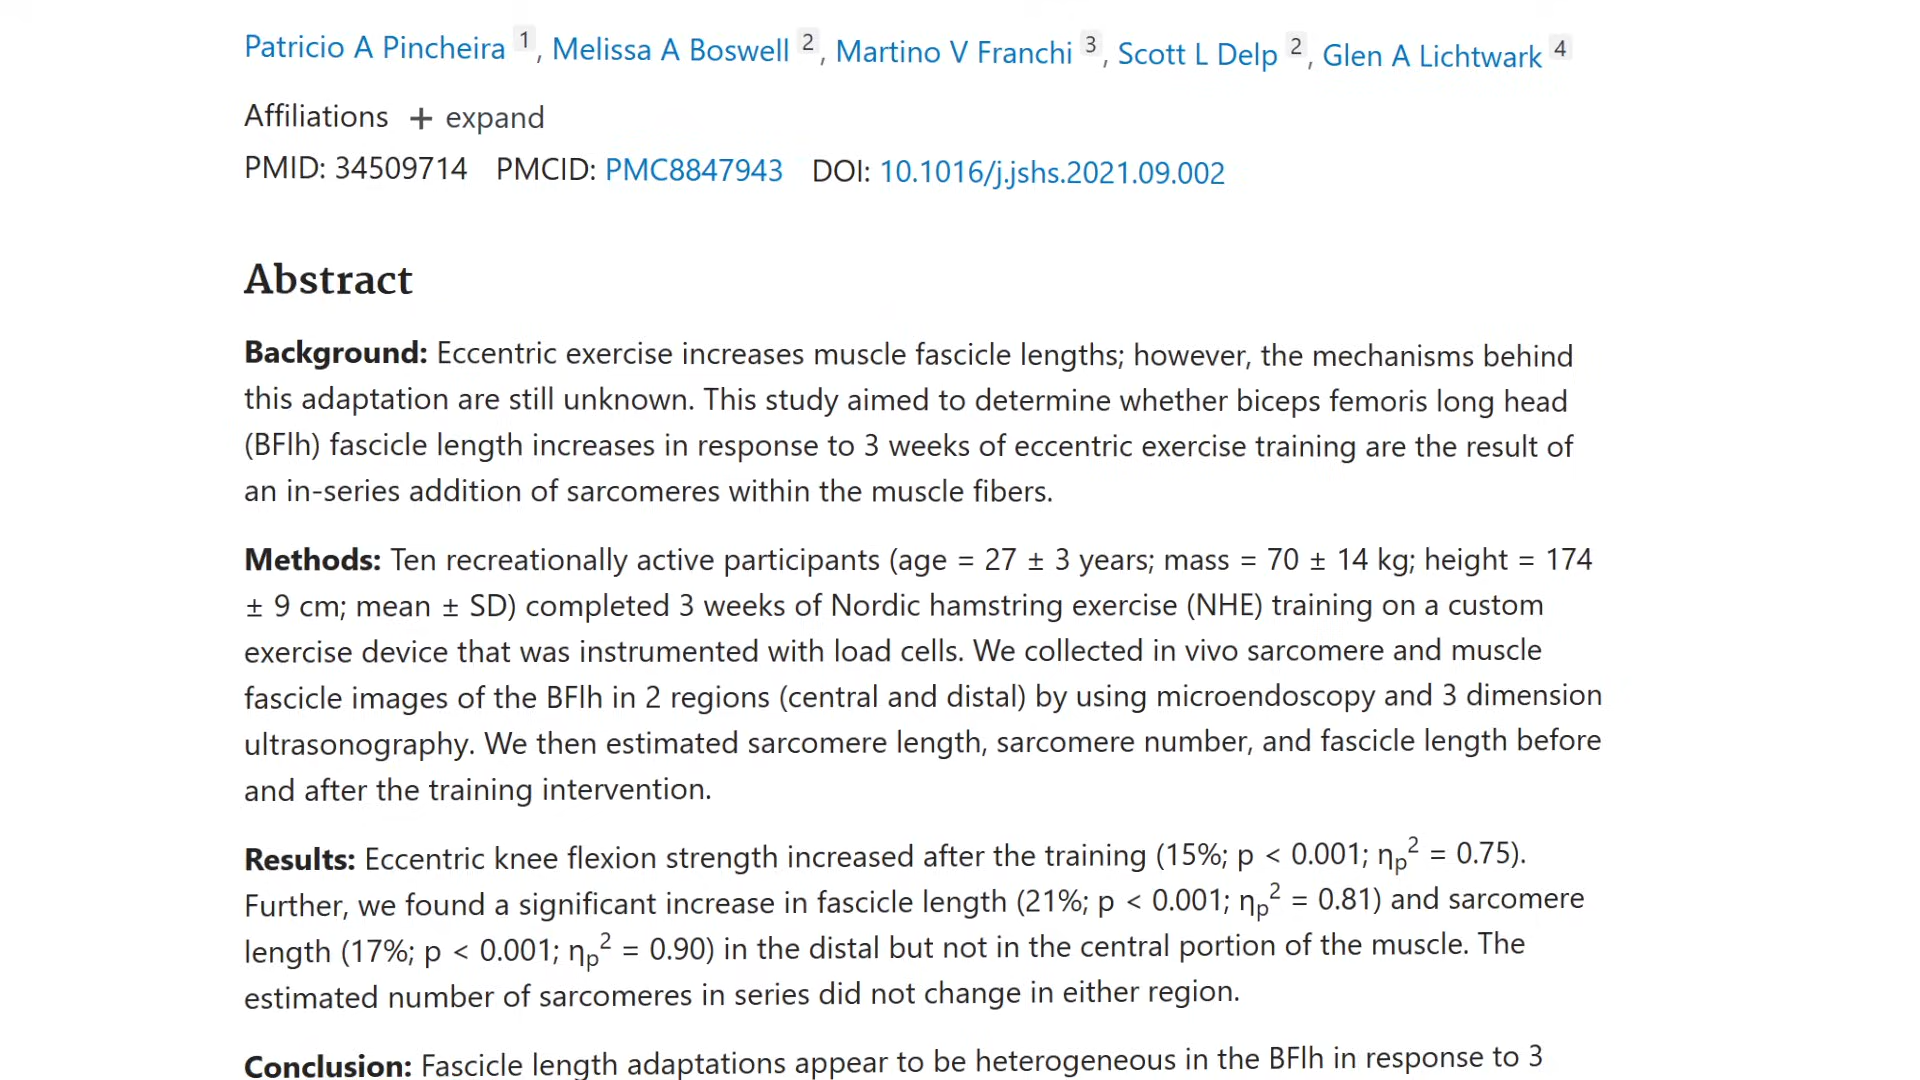 Patricio A Pincheira 1, Melissa A Boswell 2, Martino V Franchi 3, Scott L Delp 2, Glen A Lichtwark 4
Affiliations + expand
PMID: 34509714 PMCID: PMC8847943 DOI: 10.1016/j.jshs.2021.09.002
Abstract
Background: Eccentric exercise increases muscle fascicle lengths; however, the mechanisms behind
this adaptation are still unknown. This study aimed to determine whether biceps femoris long head
(BFlh) fascicle length increases in response to 3 weeks of eccentric exercise training are the result of
an in-series addition of sarcomeres within the muscle fibers.
Methods: Ten recreationally active participants (age = 27 ± 3 years; mass = 70 ± 14 kg; height = 174
± 9 cm; mean ± SD) completed 3 weeks of Nordic hamstring exercise (NHE) training on a custom
exercise device that was instrumented with load cells. We collected in vivo sarcomere and muscle
fascicle images of the BFlh in 2 regions (central and distal) by using microendoscopy and 3 dimension
ultrasonography. We then estimated sarcomere length, sarcomere number, and fascicle length before
and after the training intervention.
Results: Eccentric knee flexion strength increased after the training (15%; p < 0.001; ηp2 = 0.75).
Further, we found a significant increase in fascicle length (21%; p < 0.001; ηp2 = 0.81) and sarcomere
length (17%; p < 0.001; ηp2 = 0.90) in the distal but not in the central portion of the muscle. The
estimated number of sarcomeres in series did not change in either region.
Conclusion: Fascicle length adaptations appear to be heterogeneous in the BFlh in response to 3